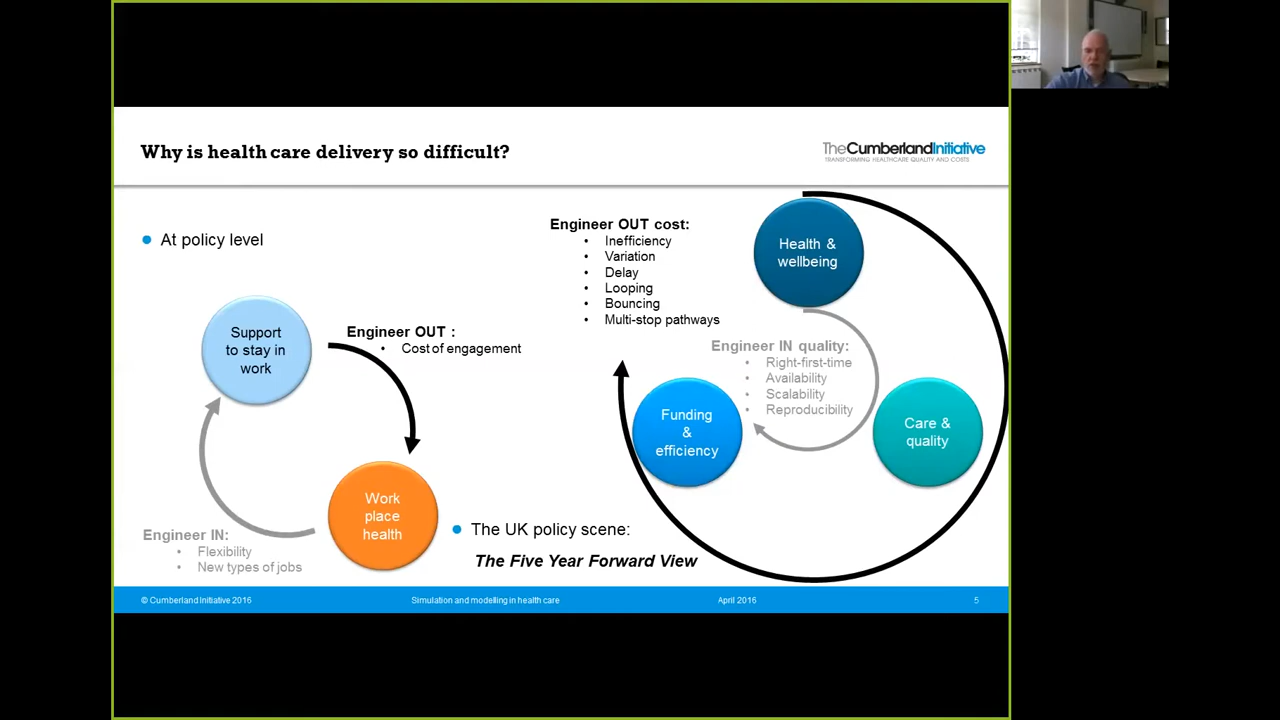 Why is health care delivery so difficult?
TheCumberlandInitiative
TRANSFORMING HEALTHCARE QUALITY AND COSTS
• At policy level
Support
to stay in
work
Engineer OUT :
• Cost of engagement
Work
place
health
Engineer IN:
• Flexibility
• New types of jobs
Engineer OUT cost:
• Inefficiency
• Variation
• Delay
• Looping
• Bouncing
• Multi-stop pathways
Health &
wellbeing
Engineer IN quality:
• Right-first-time
• Availability
• Scalability
• Reproducibility
Funding
&
efficiency
Care &
quality
• The UK policy scene:
The Five Year Forward View
© Cumberland Initiative 2016
Simulation and modelling in health care
April 2016
5